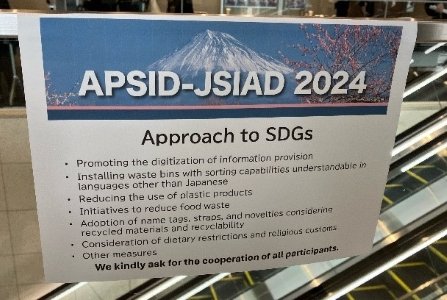 APSID-JSIAD 2024
Approach to SDGs
• Promoting the digitization of information provision
• Installing waste bins with sorting capabilities understandable in
languages other than Japanese
• Reducing the use of plastic products
• Initiatives to reduce food waste
• Adoption of name tags, straps, and novelties considering
recycled materials and recyclability
• Consideration of dietary restrictions and religious customs
• Other measures
We kindly ask for the cooperation of all participants.